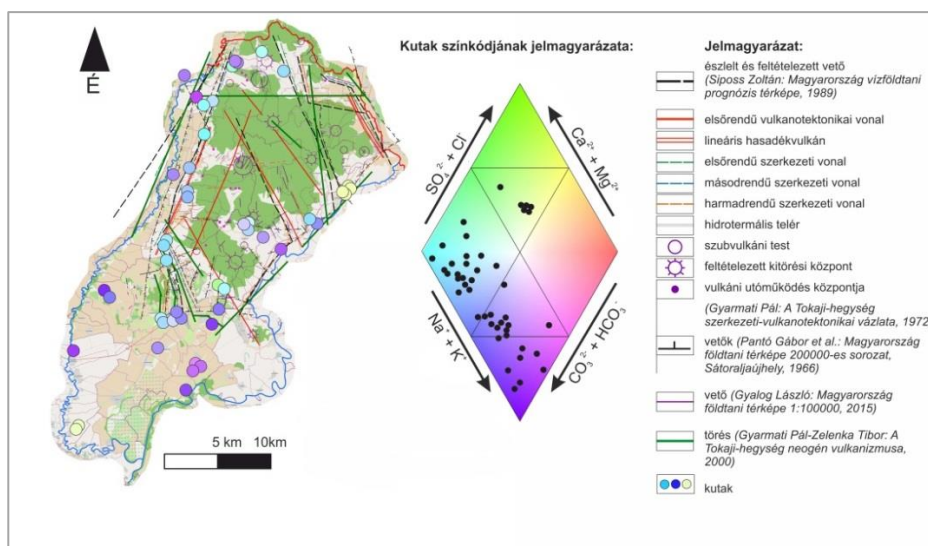 É
5 km 10km
Kutak színkódjának jelmagyarázata:
SO₄²⁻ + Cl⁻
Ca²⁺ + Mg²⁺
Na⁺ + K⁺
CO₃²⁻ + HCO₃⁻
Jelmagyarázat:
észlelt és feltételezett vető
(Siposs Zoltán: Magyarország vízföldtani
prognózis térképe, 1989)
elsőrendű vulkanotektonikai vonal
lineáris hasadékvulkán
elsőrendű szerkezeti vonal
másodrendű szerkezeti vonal
harmadrendű szerkezeti vonal
hidrotermális telér
szubvulkáni test
feltételezett kitörési központ
vulkáni utóműködés központja
(Gyarmati Pál: A Tokaji-hegység
szerkezeti-vulkanotektonikai vázlata, 1972
vetők (Pantó Gábor et al.: Magyarország
földtani térképe 200000-es sorozat,
Sátoraljaújhely, 1966)
vető (Gyalog László: Magyarország
földtani térképe 1:100000, 2015)
törés (Gyarmati Pál-Zelenka Tibor: A
Tokaji-hegység neogén vulkanizmusa,
2000)
kutak